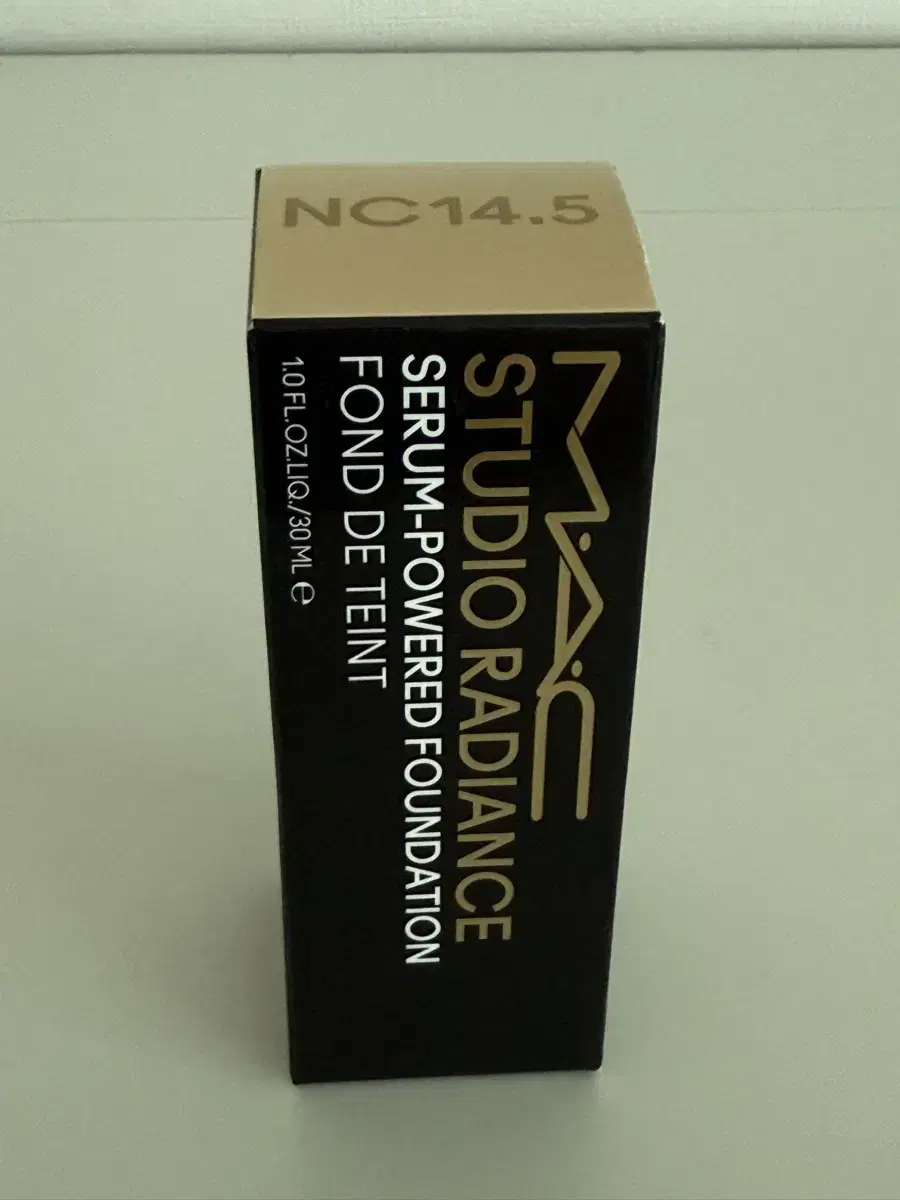 NC14.5
M·A·C
STUDIO RADIANCE
SERUM-POWERED FOUNDATION
FOND DE TEINT
1.0 FL.OZ.LIQ./30 ML ℮